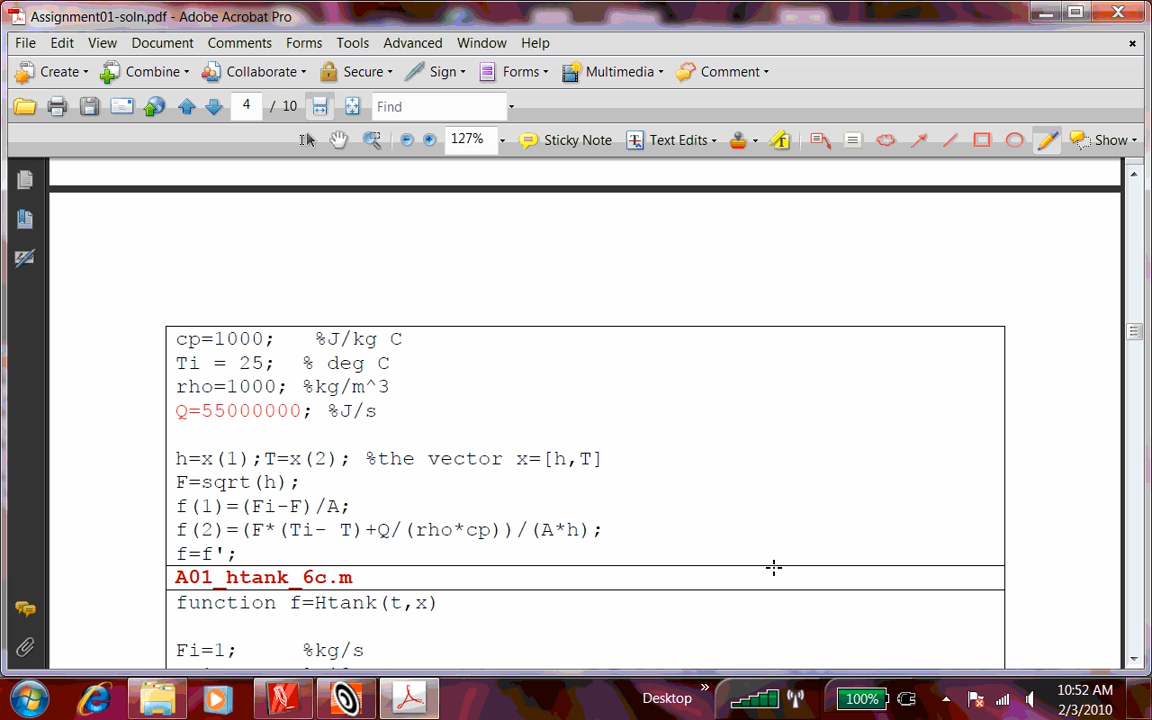 Assignment01-soln.pdf - Adobe Acrobat Pro
File Edit View Document Comments Forms Tools Advanced Window Help
Create Combine Collaborate Secure Sign Forms Multimedia Comment
4 / 10 Find
127% Sticky Note Text Edits Show
cp=1000; %J/kg C
Ti = 25; % deg C
rho=1000; %kg/m^3
Q=55000000; %J/s
h=x(1);T=x(2); %the vector x=[h,T]
F=sqrt(h);
f(1)=(Fi-F)/A;
f(2)=(F*(Ti- T)+Q/(rho*cp))/(A*h);
f=f';
A01_htank_6c.m
function f=Htank(t,x)
Fi=1; %kg/s
Desktop 100% 10:52 AM
2/3/2010